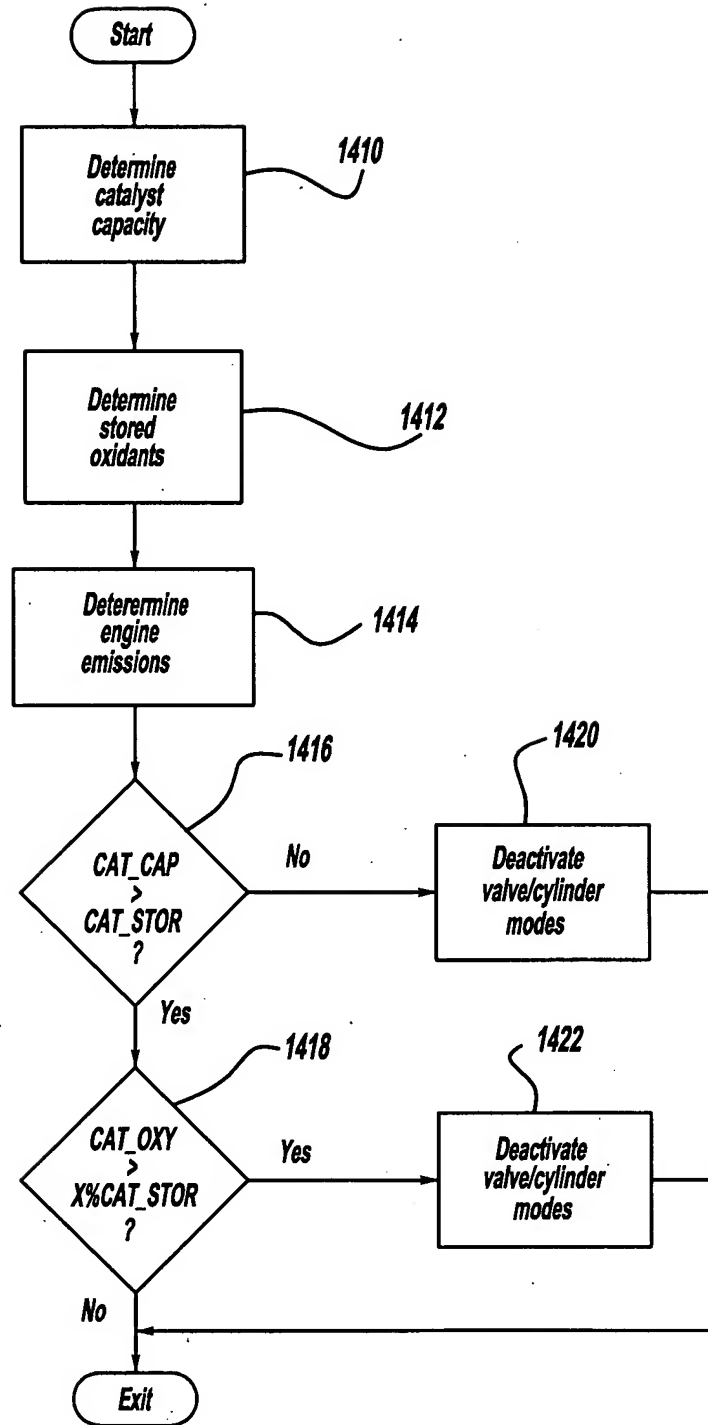 Start
Determine
catalyst
capacity
1410
Determine
stored
oxidants
1412
Deterermine
engine
emissions
1414
1416
CAT_CAP
>
CAT_STOR
?
No
1420
Deactivate
valve/cylinder
modes
Yes
1418
CAT_OXY
>
X%CAT_STOR
?
Yes
1422
Deactivate
valve/cylinder
modes
No
Exit